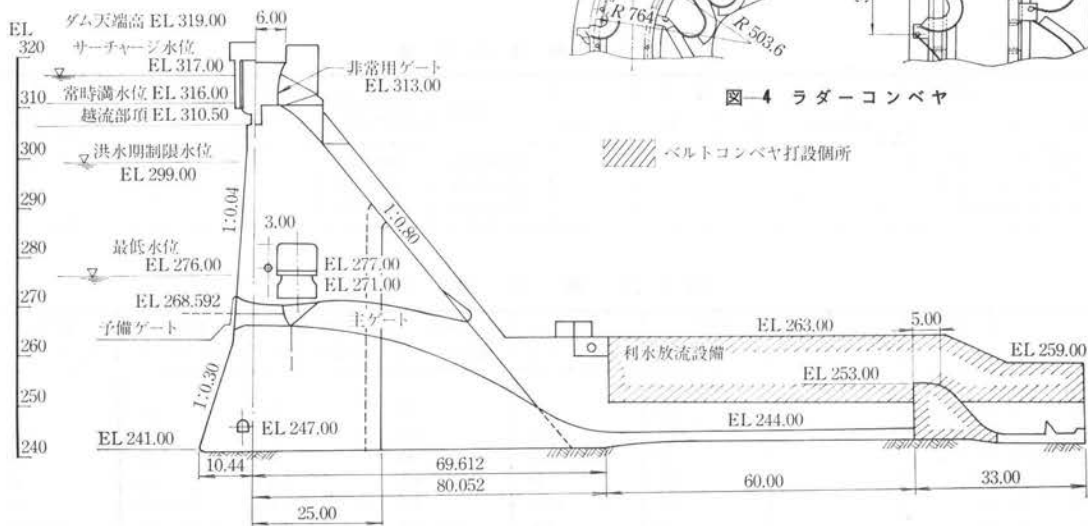 EL
320
310
300
290
280
270
260
250
240
ダム天端高 EL 319.00
6.00
サーチャージ水位
EL 317.00
常時満水位 EL 316.00
越流部頂 EL 310.50
洪水期制限水位
EL 299.00
非常用ゲート
EL 313.00
1:0.04
1:0.80
3.00
最低水位
EL 276.00
EL 277.00
EL 271.00
EL 268.592
予備ゲート
主ゲート
1:0.30
EL 247.00
EL 241.00
10.44
69.612
80.052
25.00
60.00
33.00
EL 263.00
5.00
利水放流設備
EL 259.00
EL 253.00
EL 244.00
R 764
R 503.6
図—4 ラダーコンベヤ
ベルトコンベヤ打設個所